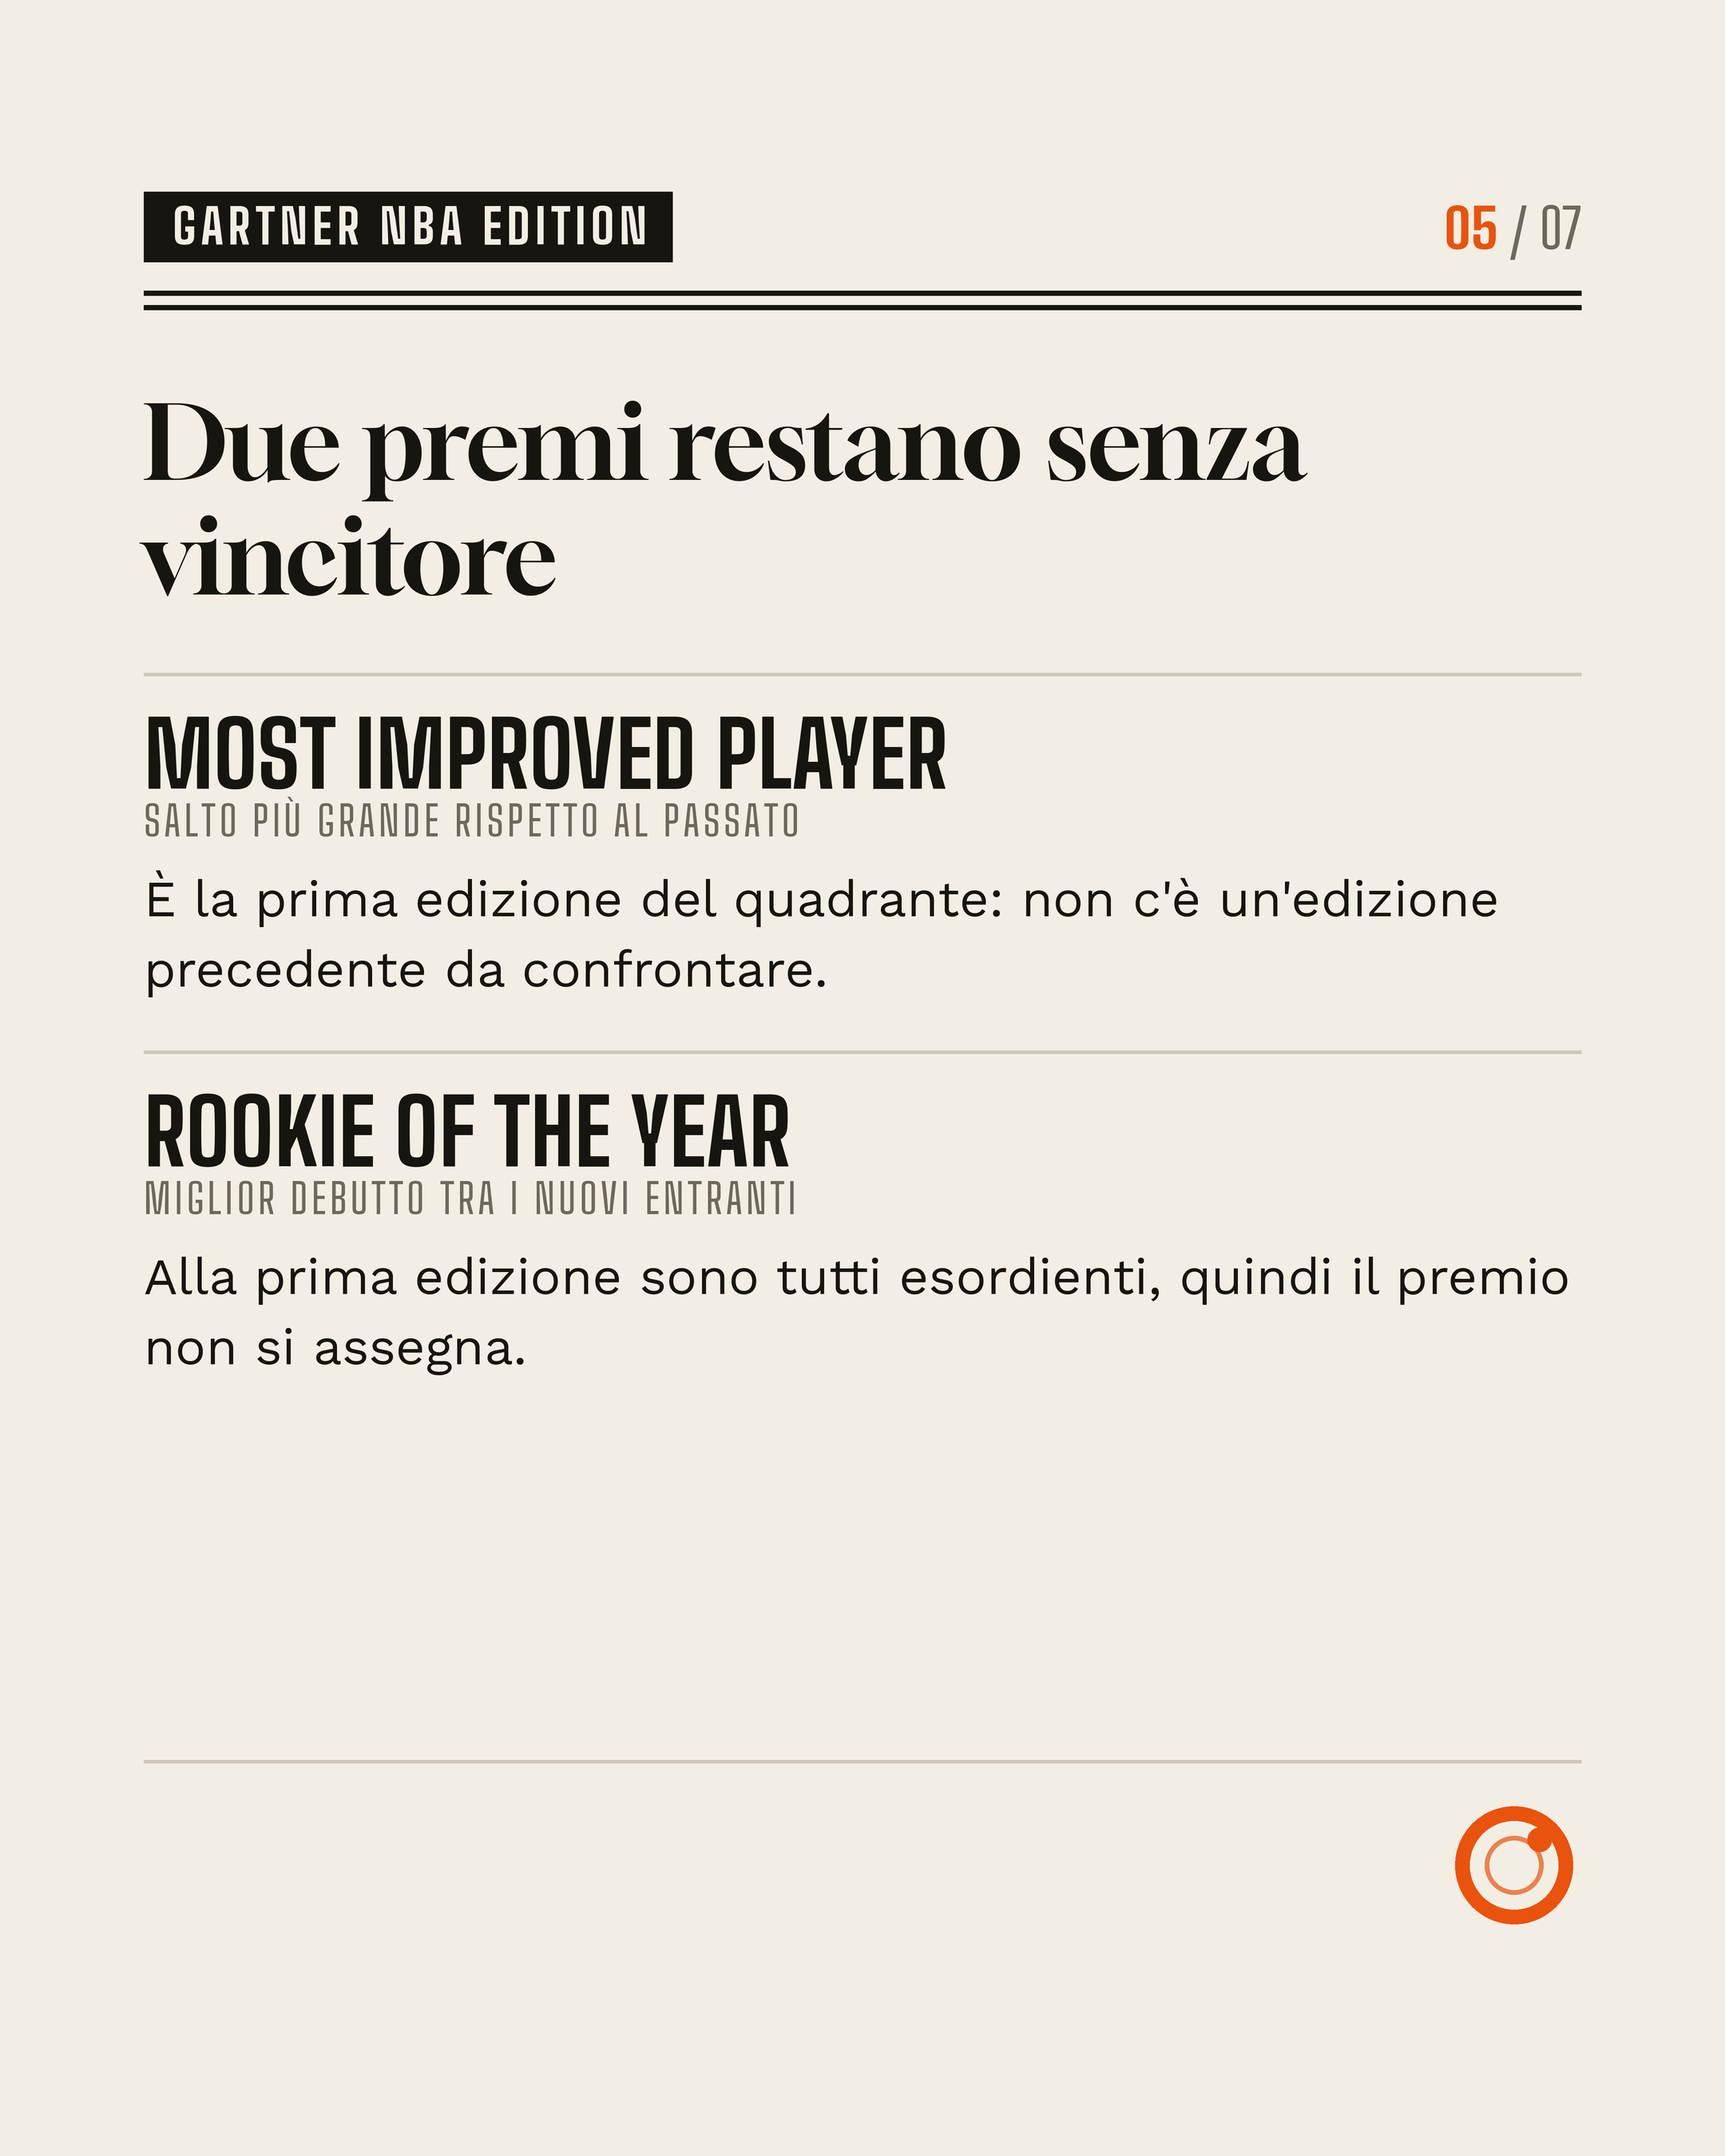 GARTNER NBA EDITION
05 / 07
Due premi restano senza
vincitore
MOST IMPROVED PLAYER
SALTO PIÙ GRANDE RISPETTO AL PASSATO
È la prima edizione del quadrante: non c'è un'edizione
precedente da confrontare.
ROOKIE OF THE YEAR
MIGLIOR DEBUTTO TRA I NUOVI ENTRANTI
Alla prima edizione sono tutti esordienti, quindi il premio
non si assegna.